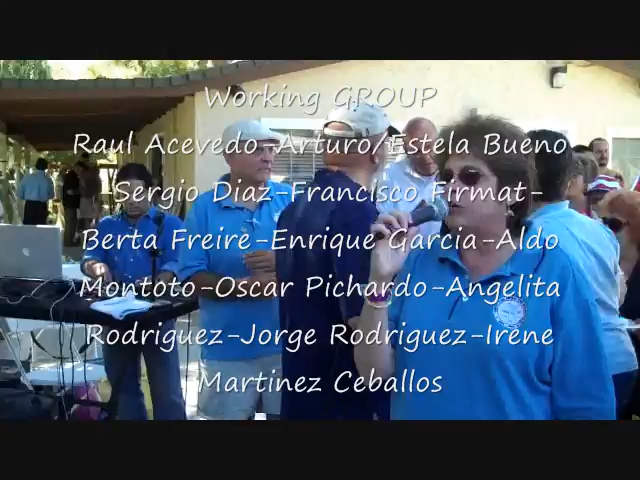 Working GROUP
Raul Acevedo-Arturo/Estela Bueno
-Sergio Diaz-Francisco Firmat-
Berta Freire-Enrique Garcia-Aldo
Montoto-Oscar Pichardo-Angelita
Rodriguez-Jorge Rodriguez-Irene
Martinez Ceballos